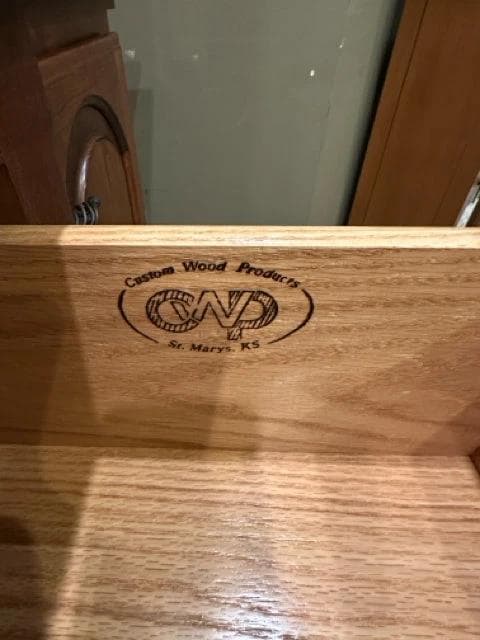 Custom Wood Products
CWP
St. Marys, KS